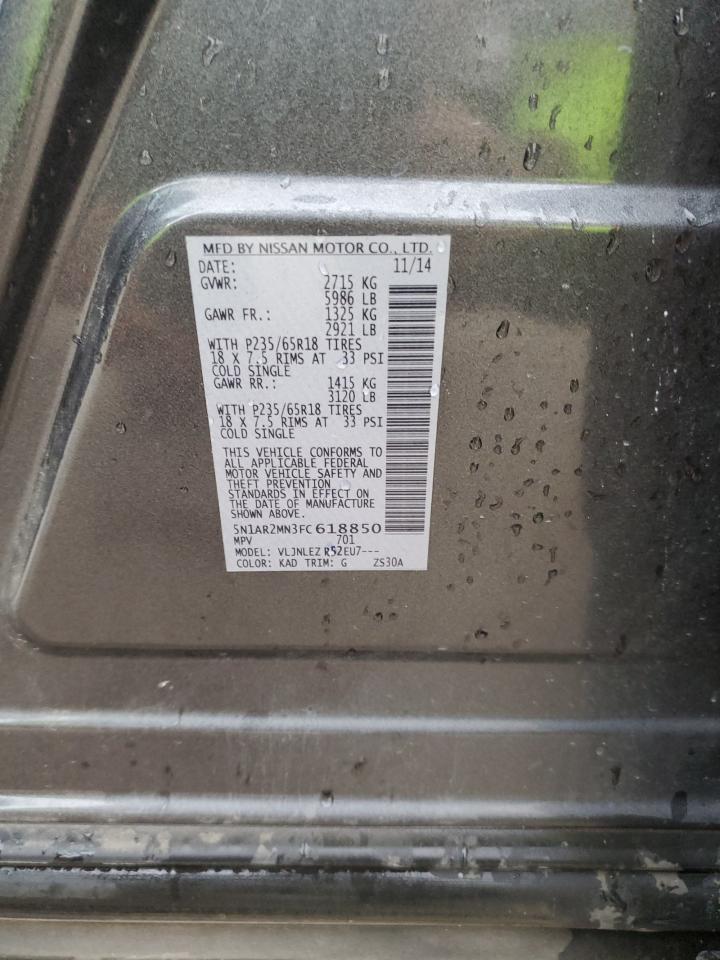 MFD BY NISSAN MOTOR CO., LTD.
DATE: 11/14
GVWR: 2715 KG
5986 LB
GAWR FR.: 1325 KG
2921 LB
WITH P235/65R18 TIRES
18 X 7.5 RIMS AT 33 PSI
COLD SINGLE
GAWR RR.: 1415 KG
3120 LB
WITH P235/65R18 TIRES
18 X 7.5 RIMS AT 33 PSI
COLD SINGLE
THIS VEHICLE CONFORMS TO
ALL APPLICABLE FEDERAL
MOTOR VEHICLE SAFETY AND
THEFT PREVENTION
STANDARDS IN EFFECT ON
THE DATE OF MANUFACTURE
SHOWN ABOVE.
5N1AR2MN3FC618850
MPV 701
MODEL: VLJNLEZ R52EU7---
COLOR: KAD TRIM: G ZS30A